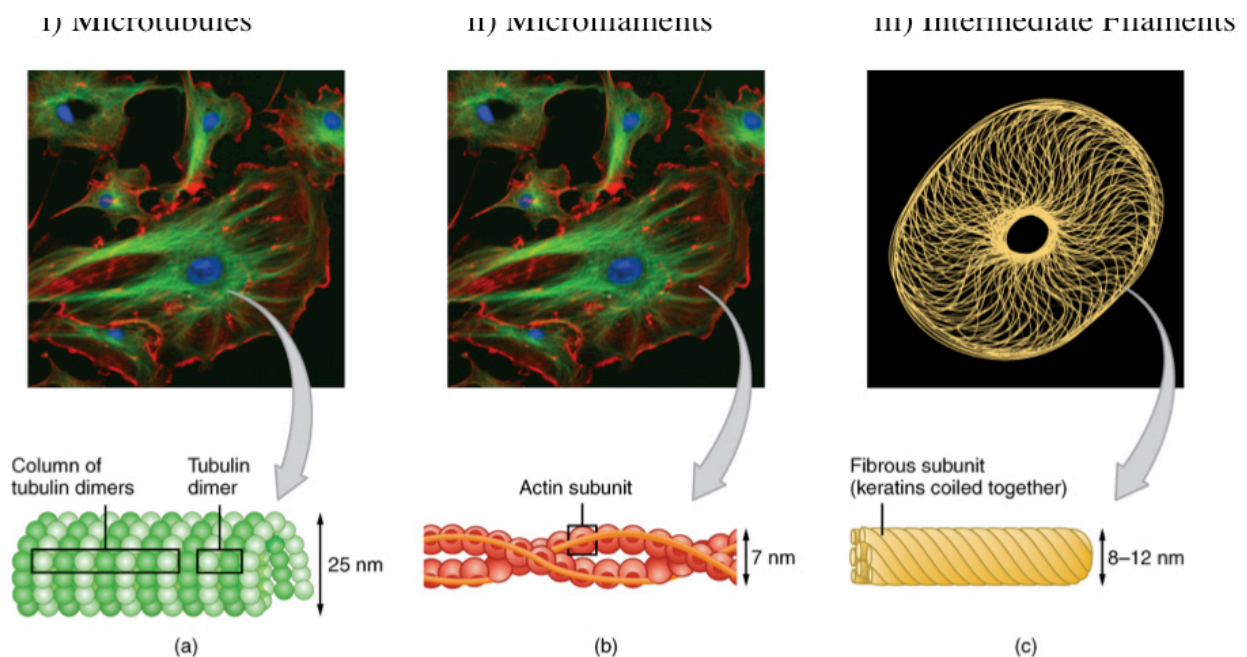 i) Microtubules
ii) Microfilaments
iii) Intermediate Filaments
Column of
tubulin dimers
Tubulin
dimer
25 nm
(a)
Actin subunit
7 nm
(b)
Fibrous subunit
(keratins coiled together)
8–12 nm
(c)